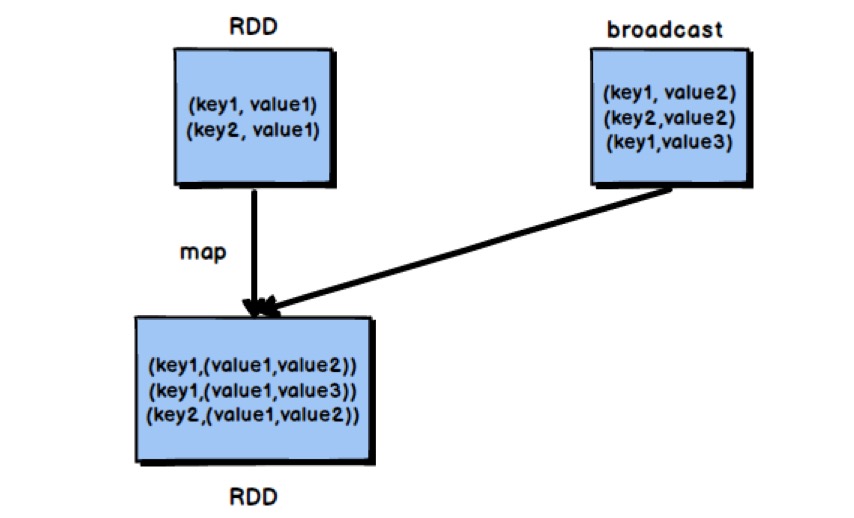 RDD
broadcast
(key1, value1)
(key2, value1)
(key1, value2)
(key2,value2)
(key1,value3)
map
(key1,(value1,value2))
(key1,(value1,value3))
(key2,(value1,value2))
RDD